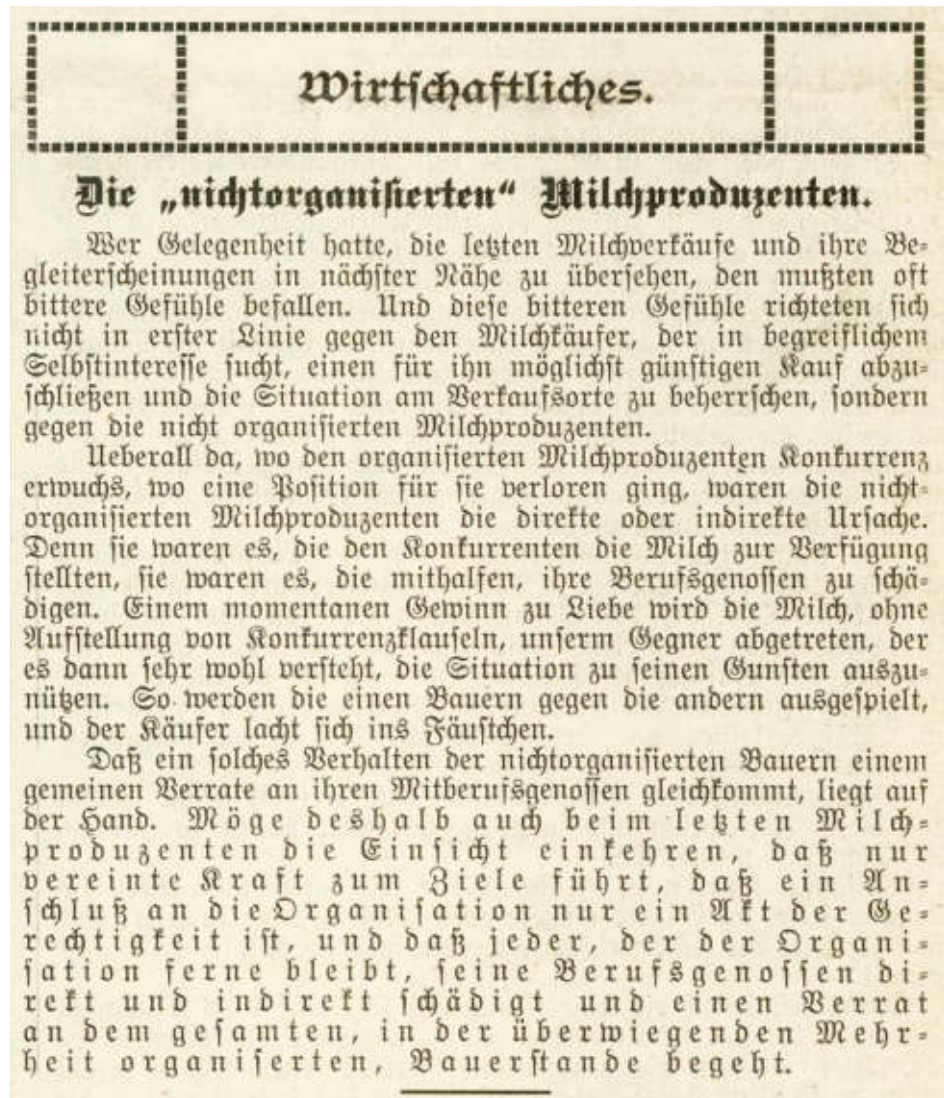 Wirtschaftliches.
Die „nichtorganisierten“ Milchproduzenten.
Wer Gelegenheit hatte, die letzten Milchverkäufe und ihre Be-
gleiterscheinungen in nächster Nähe zu übersehen, den mußten oft
bittere Gefühle befallen. Und diese bitteren Gefühle richteten sich
nicht in erster Linie gegen den Milchkäufer, der in begreiflichem
Selbstinteresse sucht, einen für ihn möglichst günstigen Kauf abzu-
schließen und die Situation am Verkaufsorte zu beherrschen, sondern
gegen die nicht organisierten Milchproduzenten.
Ueberall da, wo den organisierten Milchproduzenten Konkurrenz
erwuchs, wo eine Position für sie verloren ging, waren die nicht-
organisierten Milchproduzenten die direkte oder indirekte Ursache.
Denn sie waren es, die den Konkurrenten die Milch zur Verfügung
stellten, sie waren es, die mithalfen, ihre Berufsgenossen zu schä-
digen. Einem momentanen Gewinn zu Liebe wird die Milch, ohne
Aufstellung von Konkurrenzklauseln, unserm Gegner abgetreten, der
es dann sehr wohl versteht, die Situation zu seinen Gunsten auszu-
nützen. So werden die einen Bauern gegen die andern ausgespielt,
und der Käufer lacht sich ins Fäustchen.
Daß ein solches Verhalten der nichtorganisierten Bauern einem
gemeinen Verrate an ihren Mitberufsgenossen gleichkommt, liegt auf
der Hand. Möge deshalb auch beim letzten Milch-
produzenten die Einsicht einkehren, daß nur
vereinte Kraft zum Ziele führt, daß ein An-
schluß an die Organisation nur ein Akt der Ge-
rechtigkeit ist, und daß jeder, der der Organi-
sation ferne bleibt, seine Berufsgenossen di-
rekt und indirekt schädigt und einen Verrat
an dem gesamten, in der überwiegenden Mehr-
heit organiserten, Bauerstande begeht.